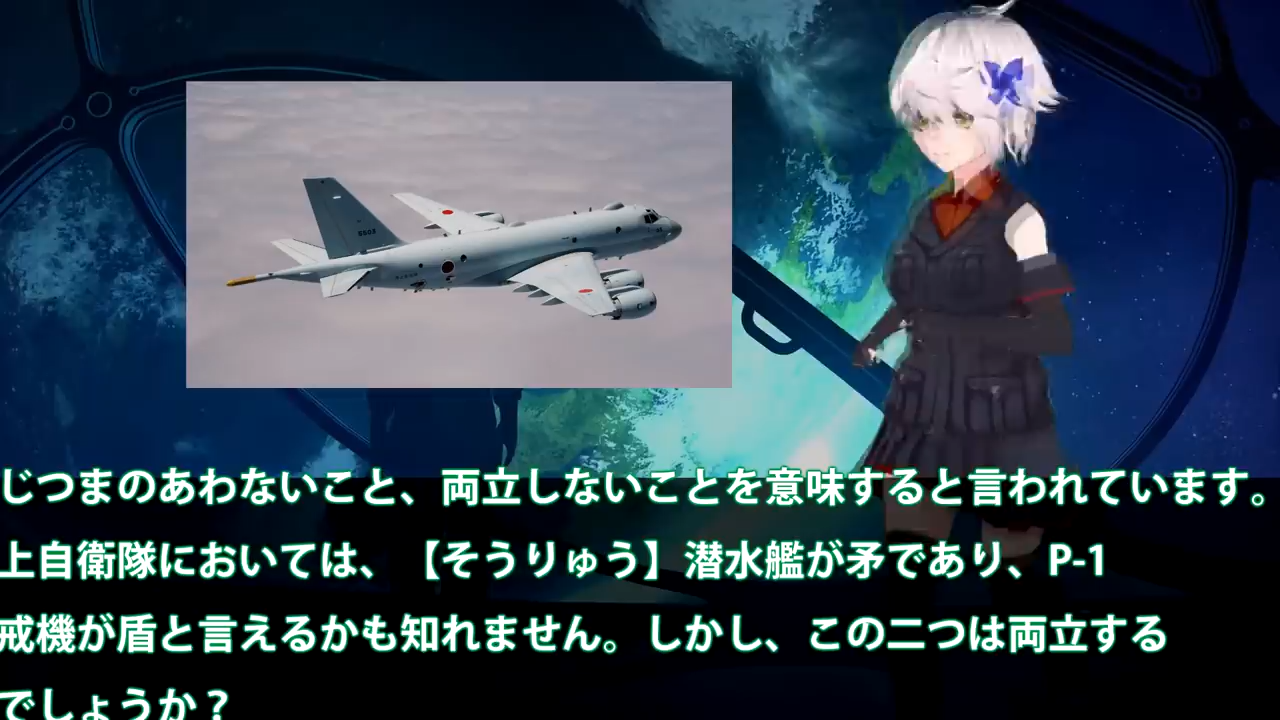 じつまのあわないこと、両立しないことを意味すると言われています。
上自衛隊においては、【そうりゅう】潜水艦が矛であり、P-1
戒機が盾と言えるかも知れません。しかし、この二つは両立する
でしょうか？